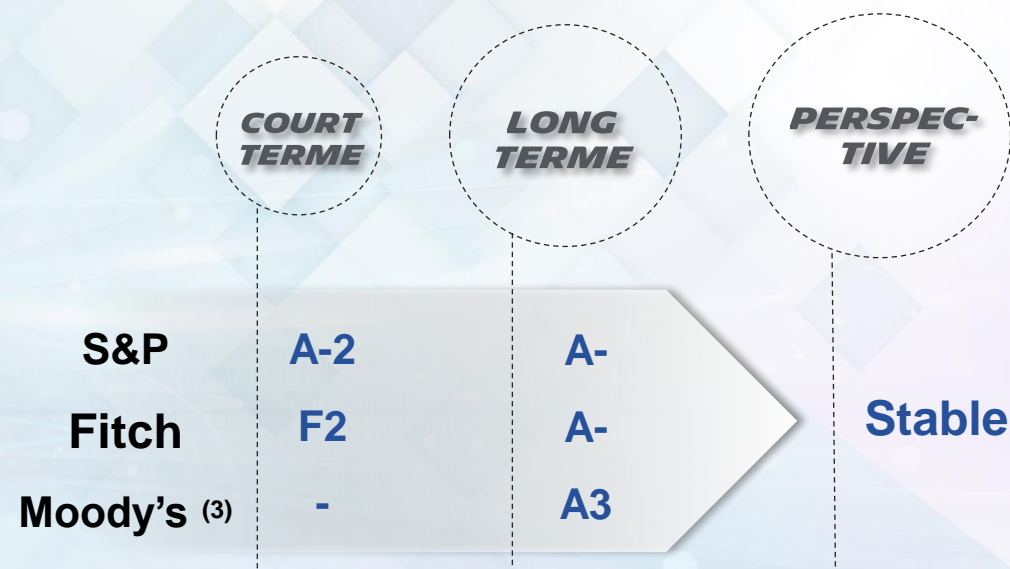 COURT
TERME
LONG
TERME
PERSPEC-
TIVE
S&P A-2 A-
Fitch F2 A- Stable
Moody’s (3) - A3